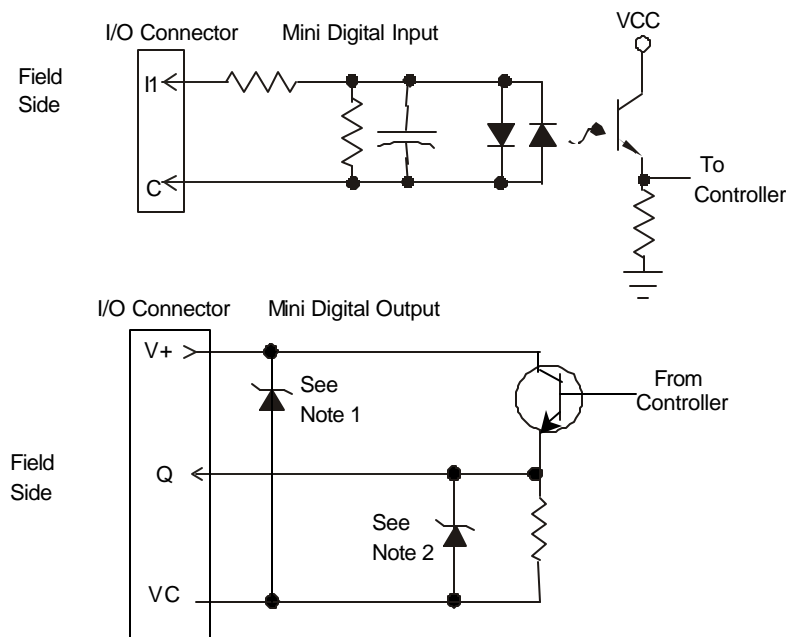 I/O Connector Mini Digital Input
VCC
Field
Side
I1
C
To
Controller
I/O Connector Mini Digital Output
V+
See
Note 1
From
Controller
Field
Side
Q
See
Note 2
VC